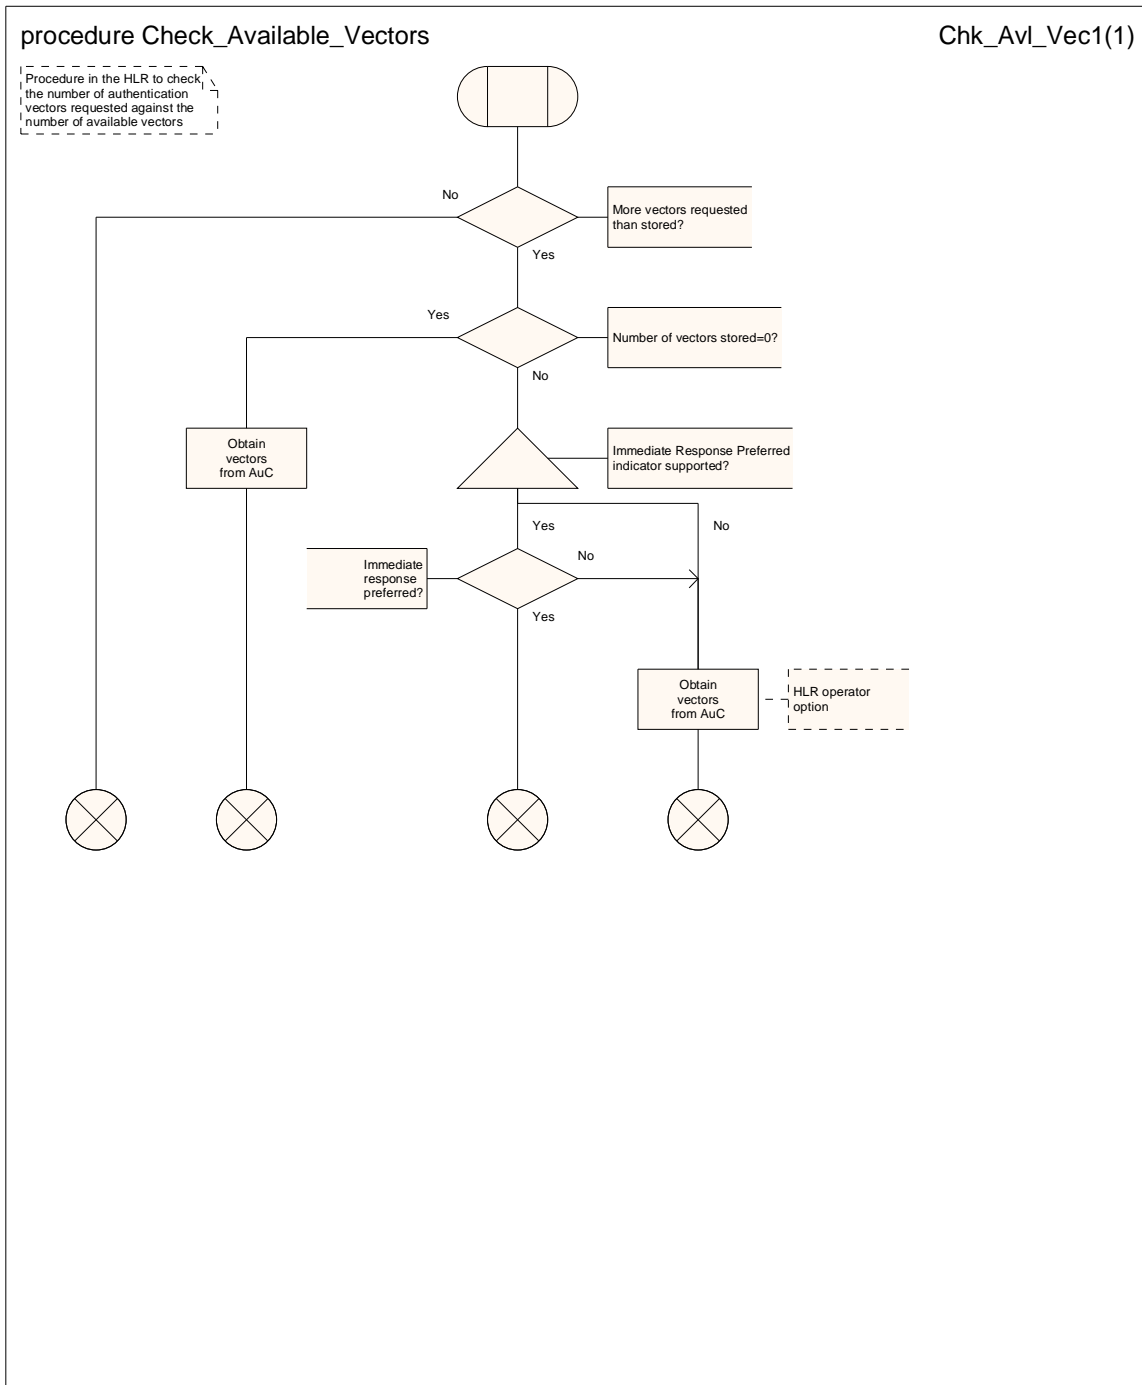 procedure Check_Available_Vectors
Chk_Avl_Vec1(1)
Procedure in the HLR to check
the number of authentication
vectors requested against the
number of available vectors
No
More vectors requested
than stored?
Yes
Yes
Number of vectors stored=0?
No
Obtain
vectors
from AuC
Immediate Response Preferred
indicator supported?
Yes
No
Immediate
response
preferred?
No
Yes
Obtain
vectors
from AuC
HLR operator
option